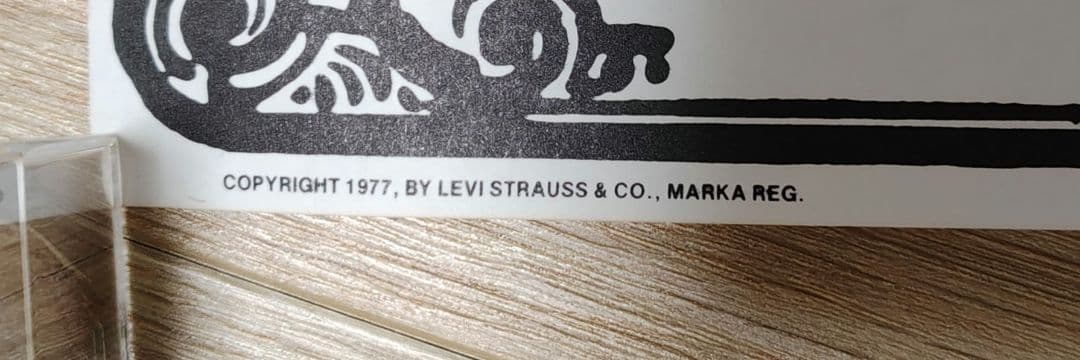 COPYRIGHT 1977, BY LEVI STRAUSS & CO., MARKA REG.